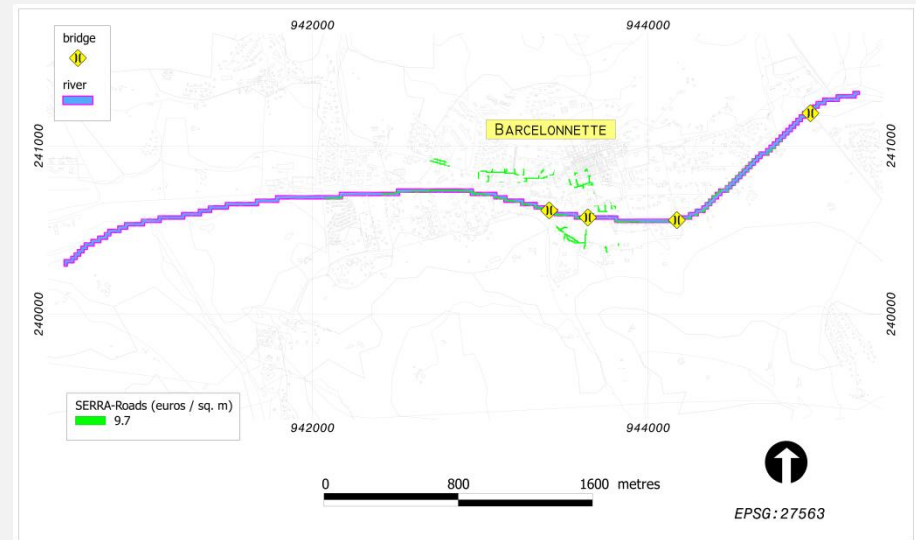 942000
944000
bridge
river
BARCELONNETTE
241000
241000
240000
240000
SERRA-Roads (euros / sq. m)
9.7
942000
944000
0 800 1600 metres
EPSG:27563